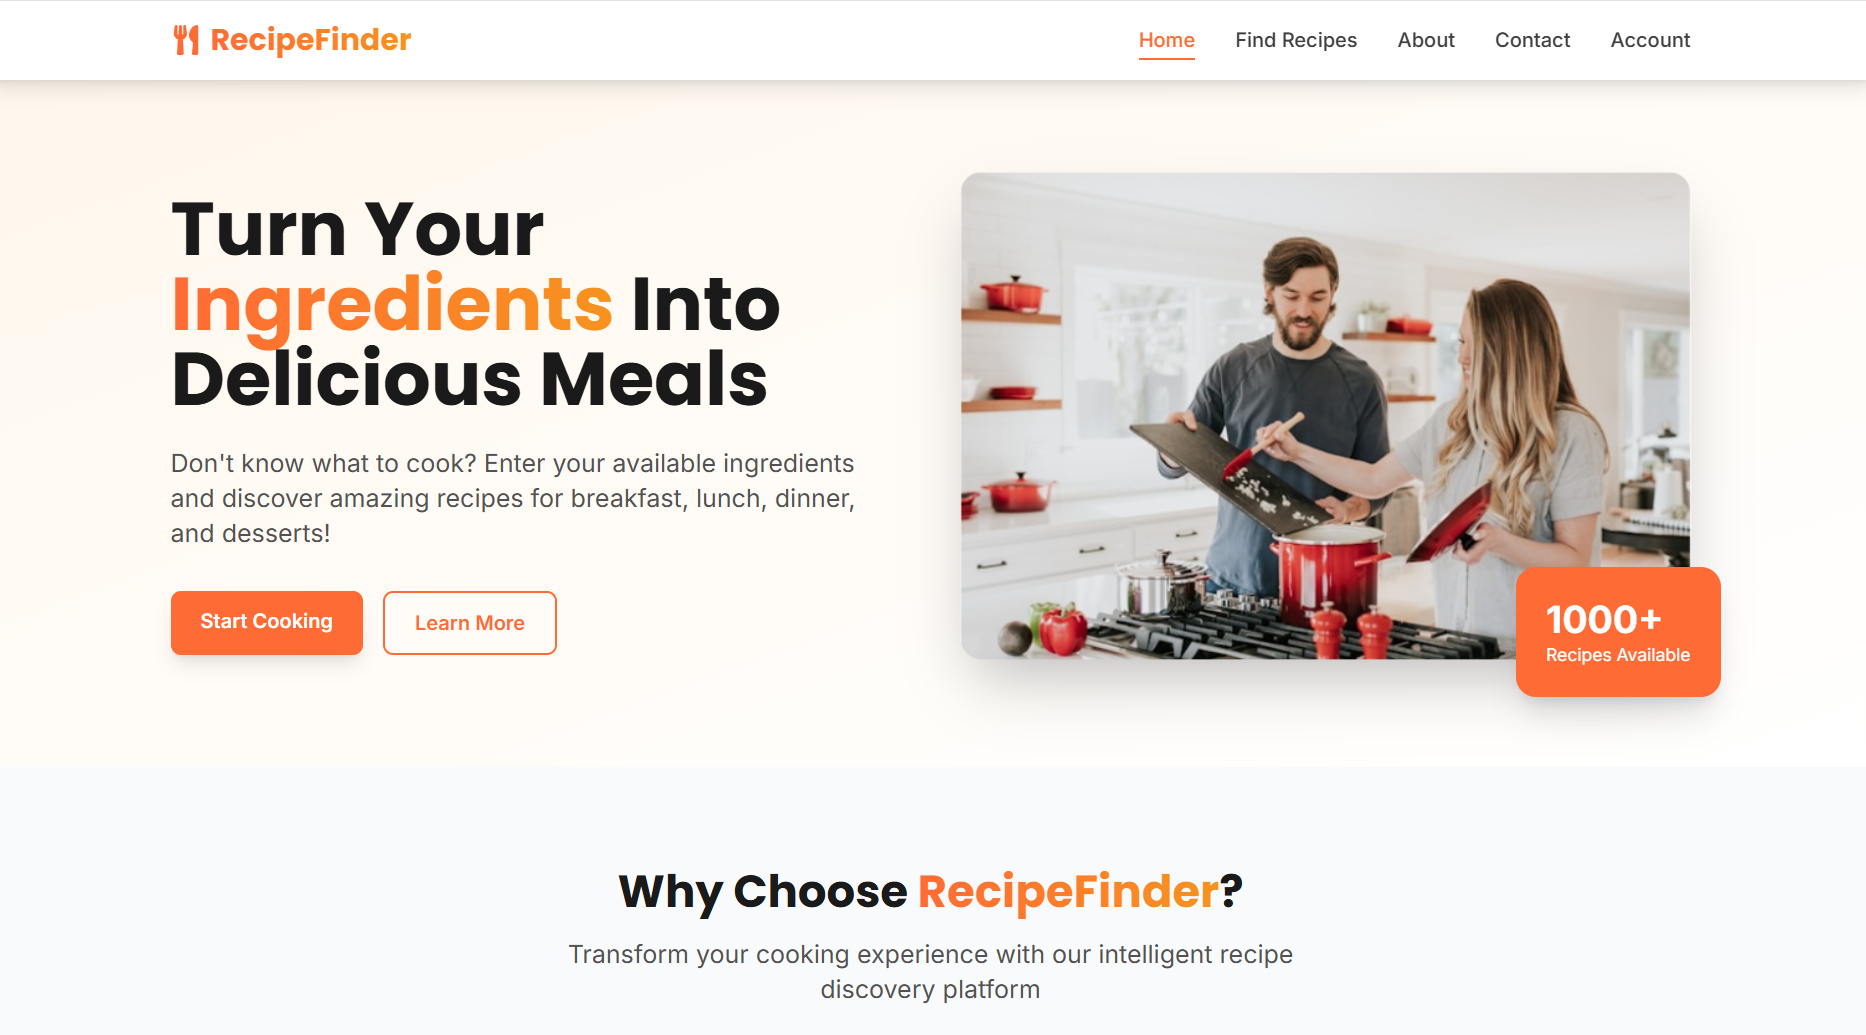 RecipeFinder
Home
Find Recipes
About
Contact
Account
Turn Your
Ingredients Into
Delicious Meals
Don't know what to cook? Enter your available ingredients
and discover amazing recipes for breakfast, lunch, dinner,
and desserts!
Start Cooking
Learn More
1000+
Recipes Available
Why Choose RecipeFinder?
Transform your cooking experience with our intelligent recipe
discovery platform